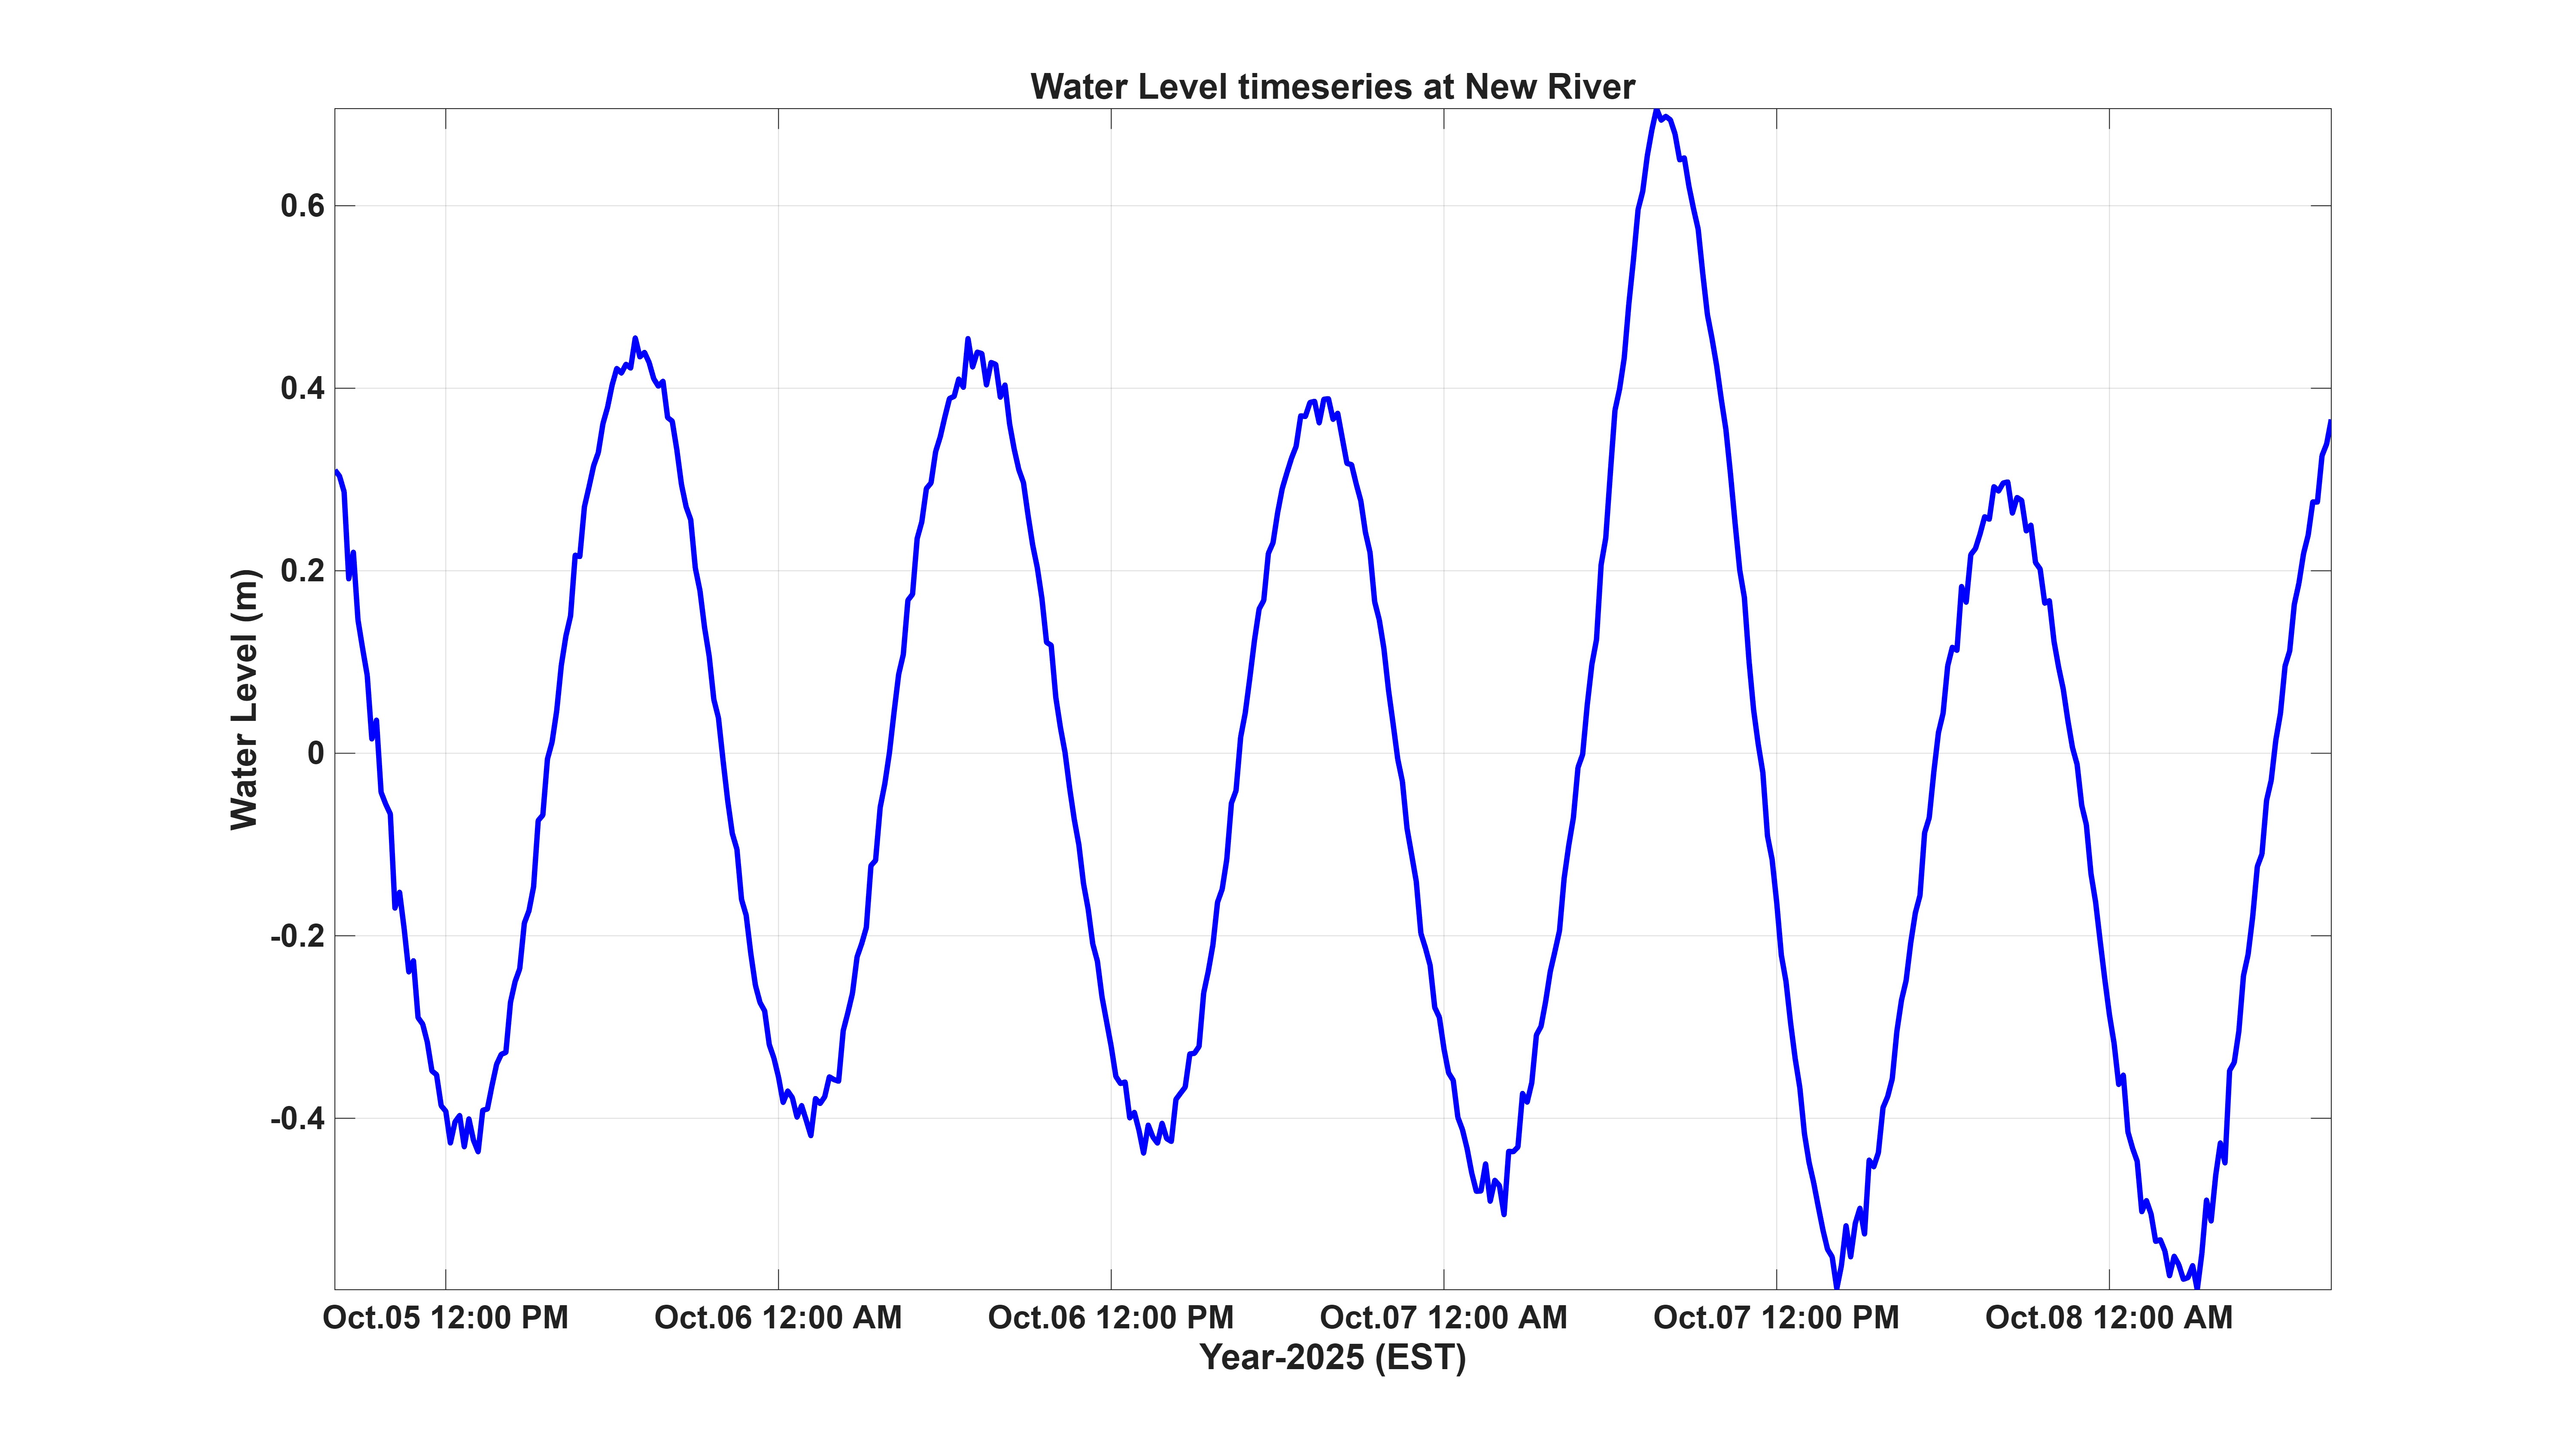 Water Level timeseries at New River
0.6
0.4
0.2
0
-0.2
-0.4
Water Level (m)
Oct.05 12:00 PM
Oct.06 12:00 AM
Oct.06 12:00 PM
Oct.07 12:00 AM
Oct.07 12:00 PM
Oct.08 12:00 AM
Year-2025 (EST)